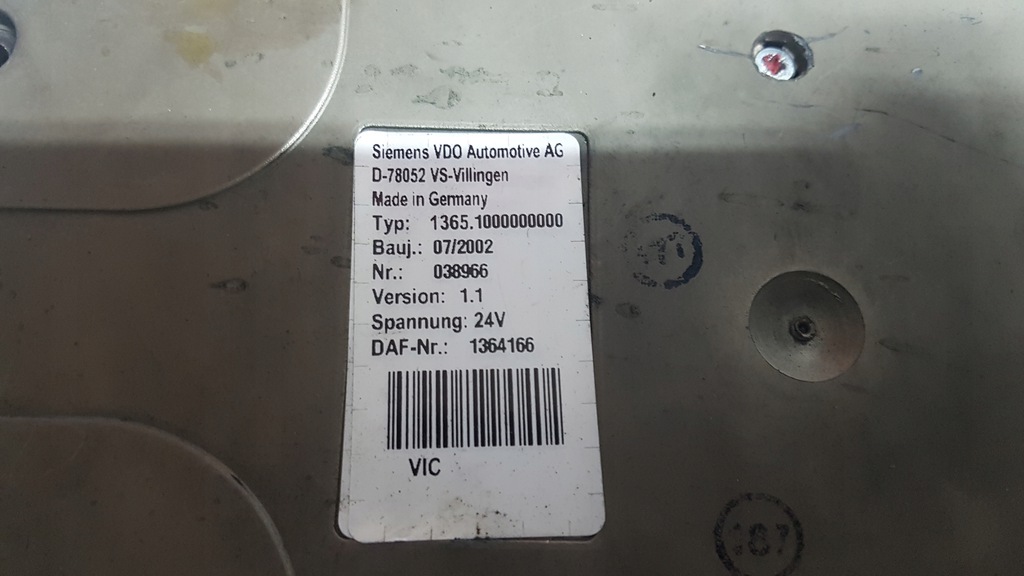 Siemens VDO Automotive AG
D-78052 VS-Villingen
Made in Germany
Typ: 1365.1000000000
Bauj.: 07/2002
Nr.: 038966
Version: 1.1
Spannung: 24V
DAF-Nr.: 1364166
VIC
187